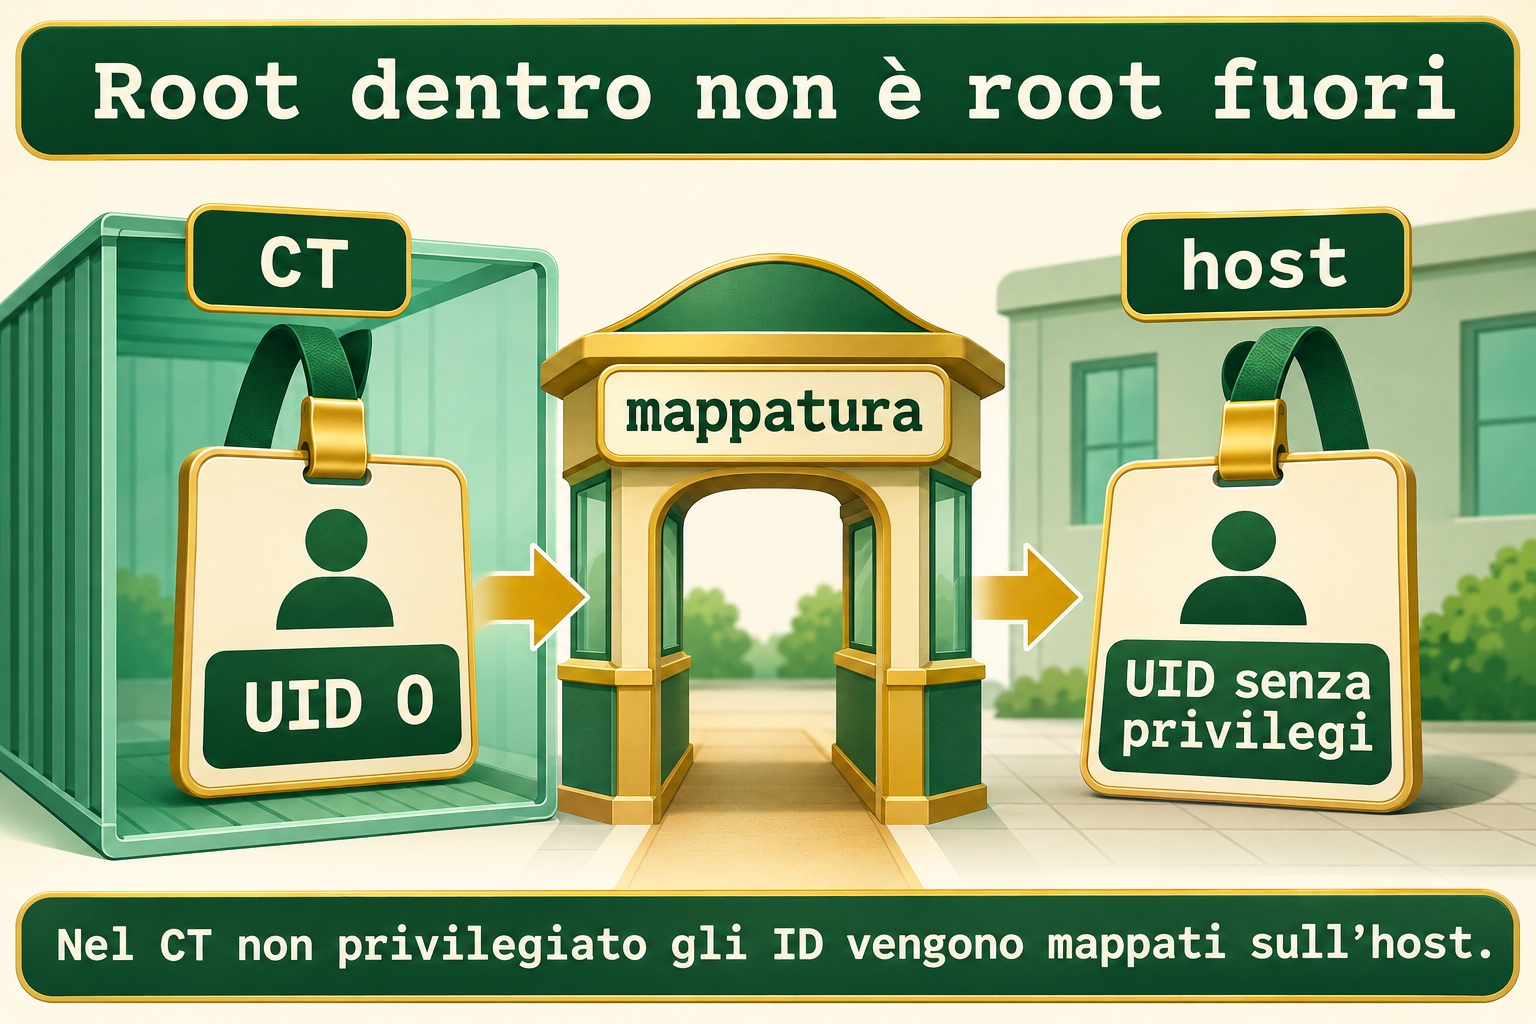 Root dentro non è root fuori
CT
host
mappatura
UID 0
UID senza
privilegi
Nel CT non privilegiato gli ID vengono mappati sull’host.